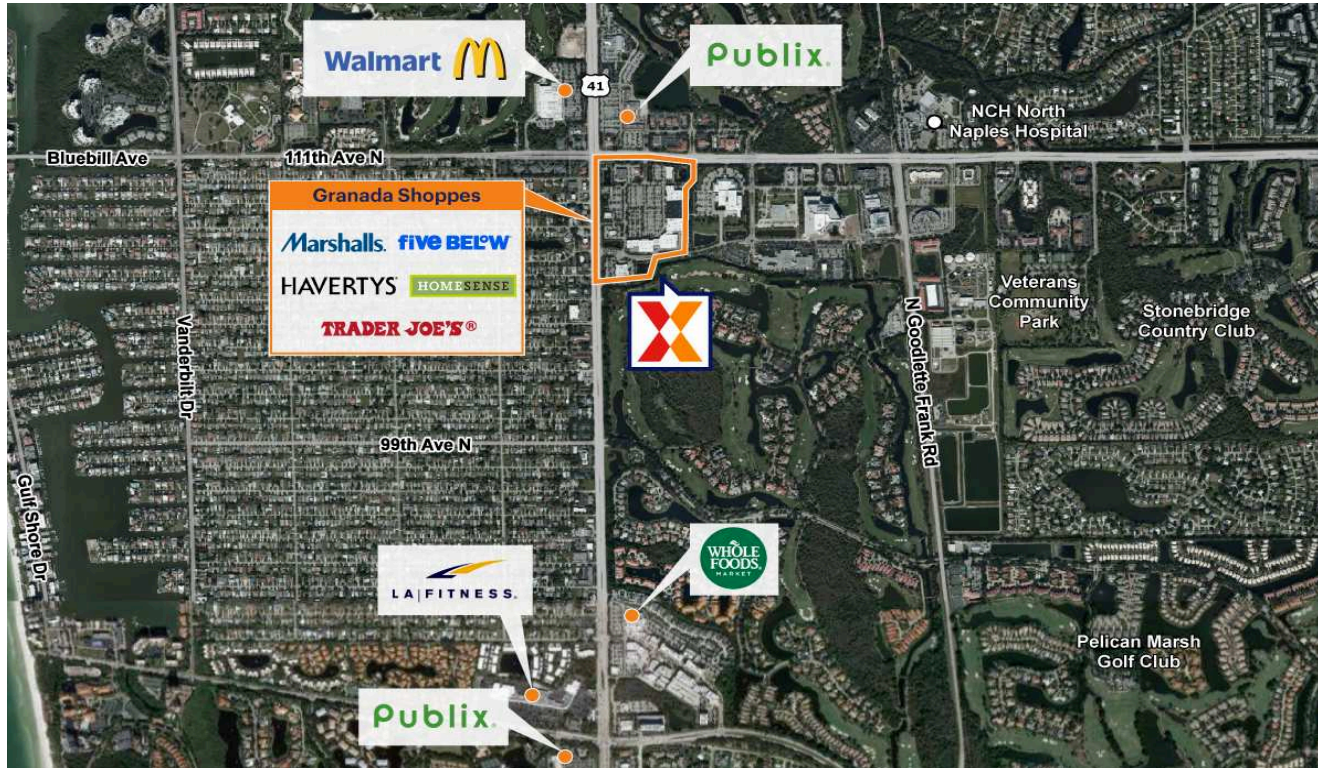 Walmart
Publix®
41
NCH North
Naples Hospital
Bluebill Ave
111th Ave N
Granada Shoppes
Marshalls.
five BELOW
HAVERTYS®
HOMESENSE
TRADER JOE'S®
Veterans
Community
Park
Stonebridge
Country Club
Vanderbilt Dr
N Goodlette Frank Rd
99th Ave N
Gulf Shore Dr
WHOLE
FOODS®
MARKET
LA|FITNESS.
Pelican Marsh
Golf Club
Publix®